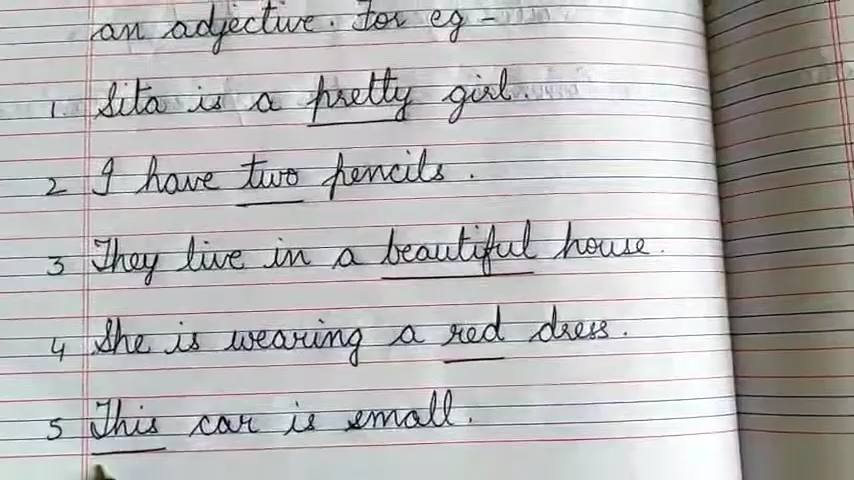 an adjective. For eg -
1. Sita is a pretty girl.
2 I have two pencils.
3 They live in a beautiful house.
4 She is wearing a red dress.
5 This car is small.